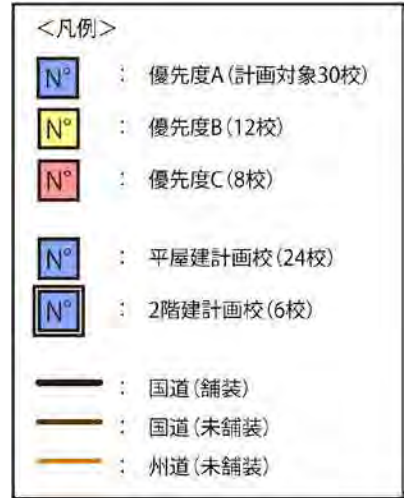 ＜凡例＞
N° : 優先度A(計画対象30校)
N° : 優先度B(12校)
N° : 優先度C(8校)
N° : 平屋建計画校(24校)
N° : 2階建計画校(6校)
: 国道(舗装)
: 国道(未舗装)
: 州道(未舗装)